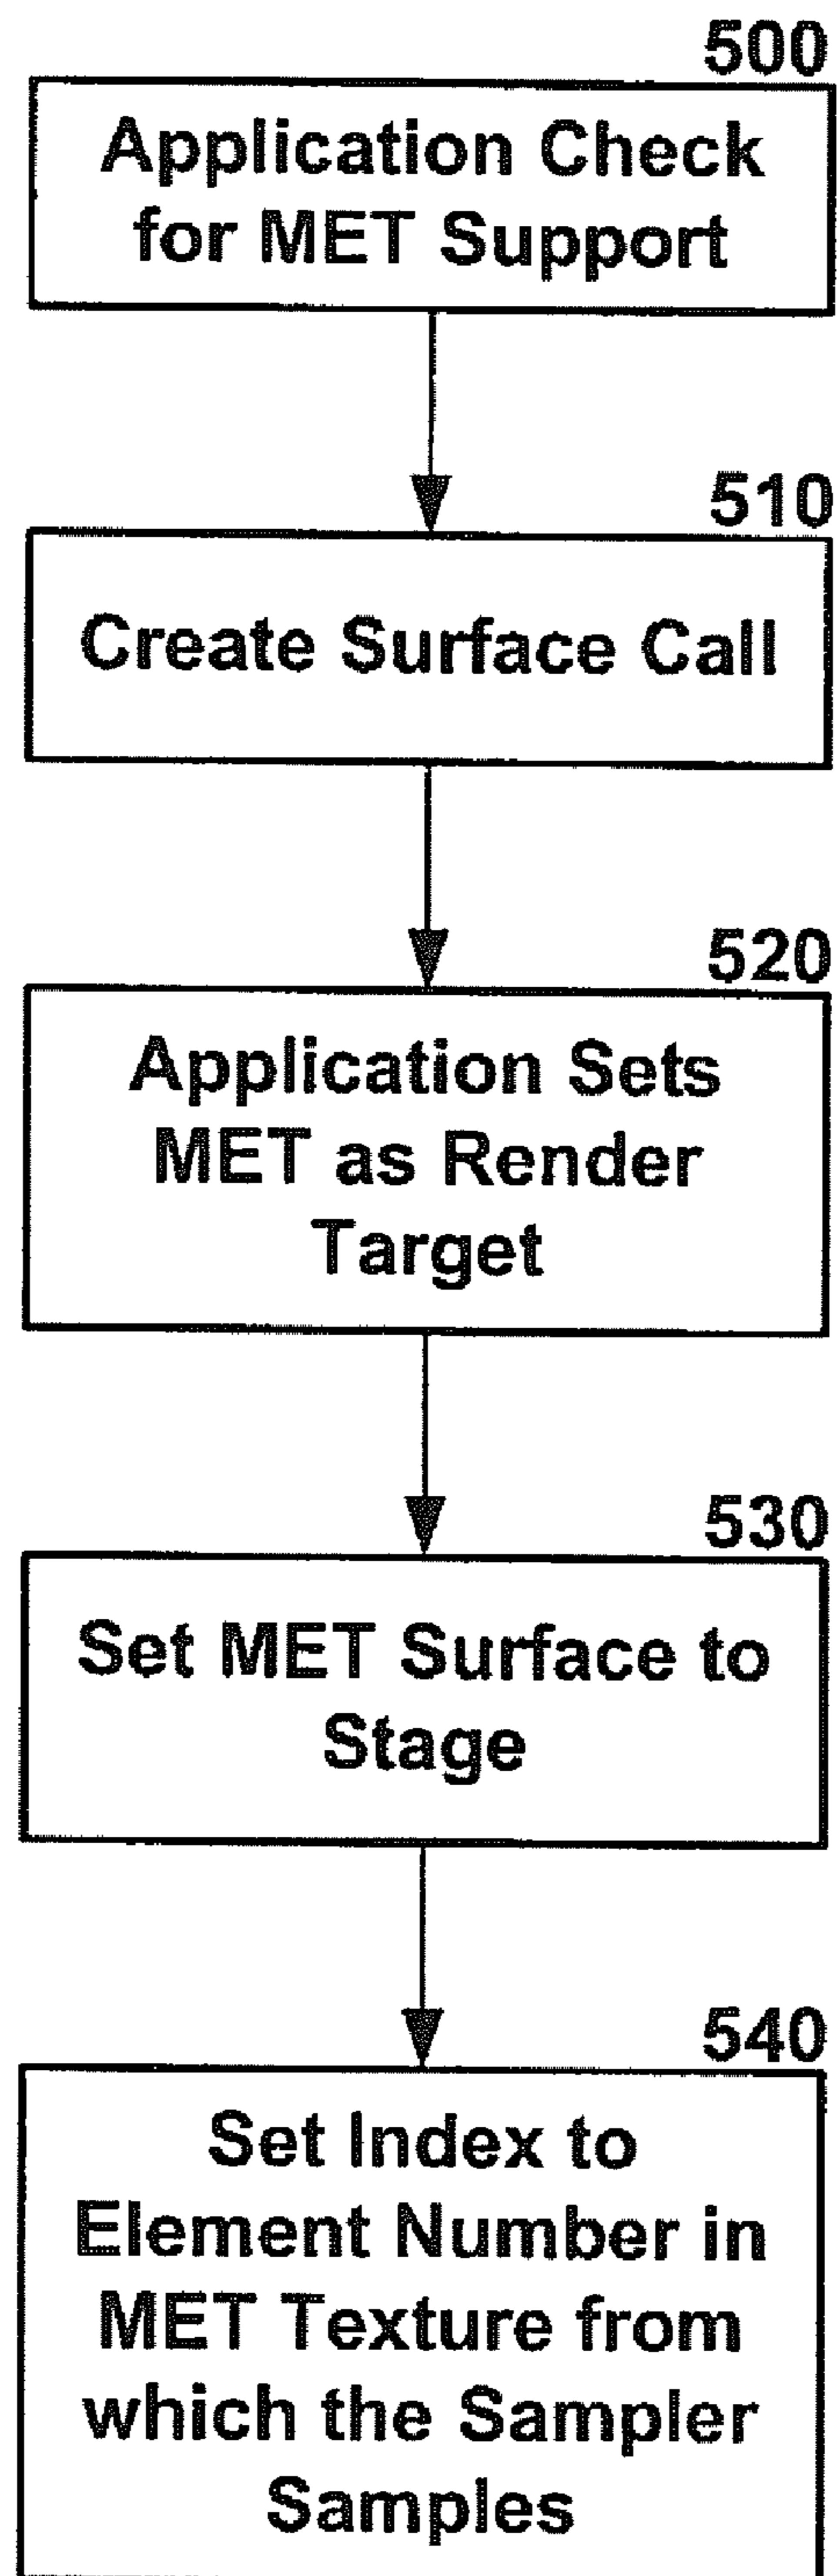 500
Application Check
for MET Support
510
Create Surface Call
520
Application Sets
MET as Render
Target
530
Set MET Surface to
Stage
540
Set Index to
Element Number in
MET Texture from
which the Sampler
Samples